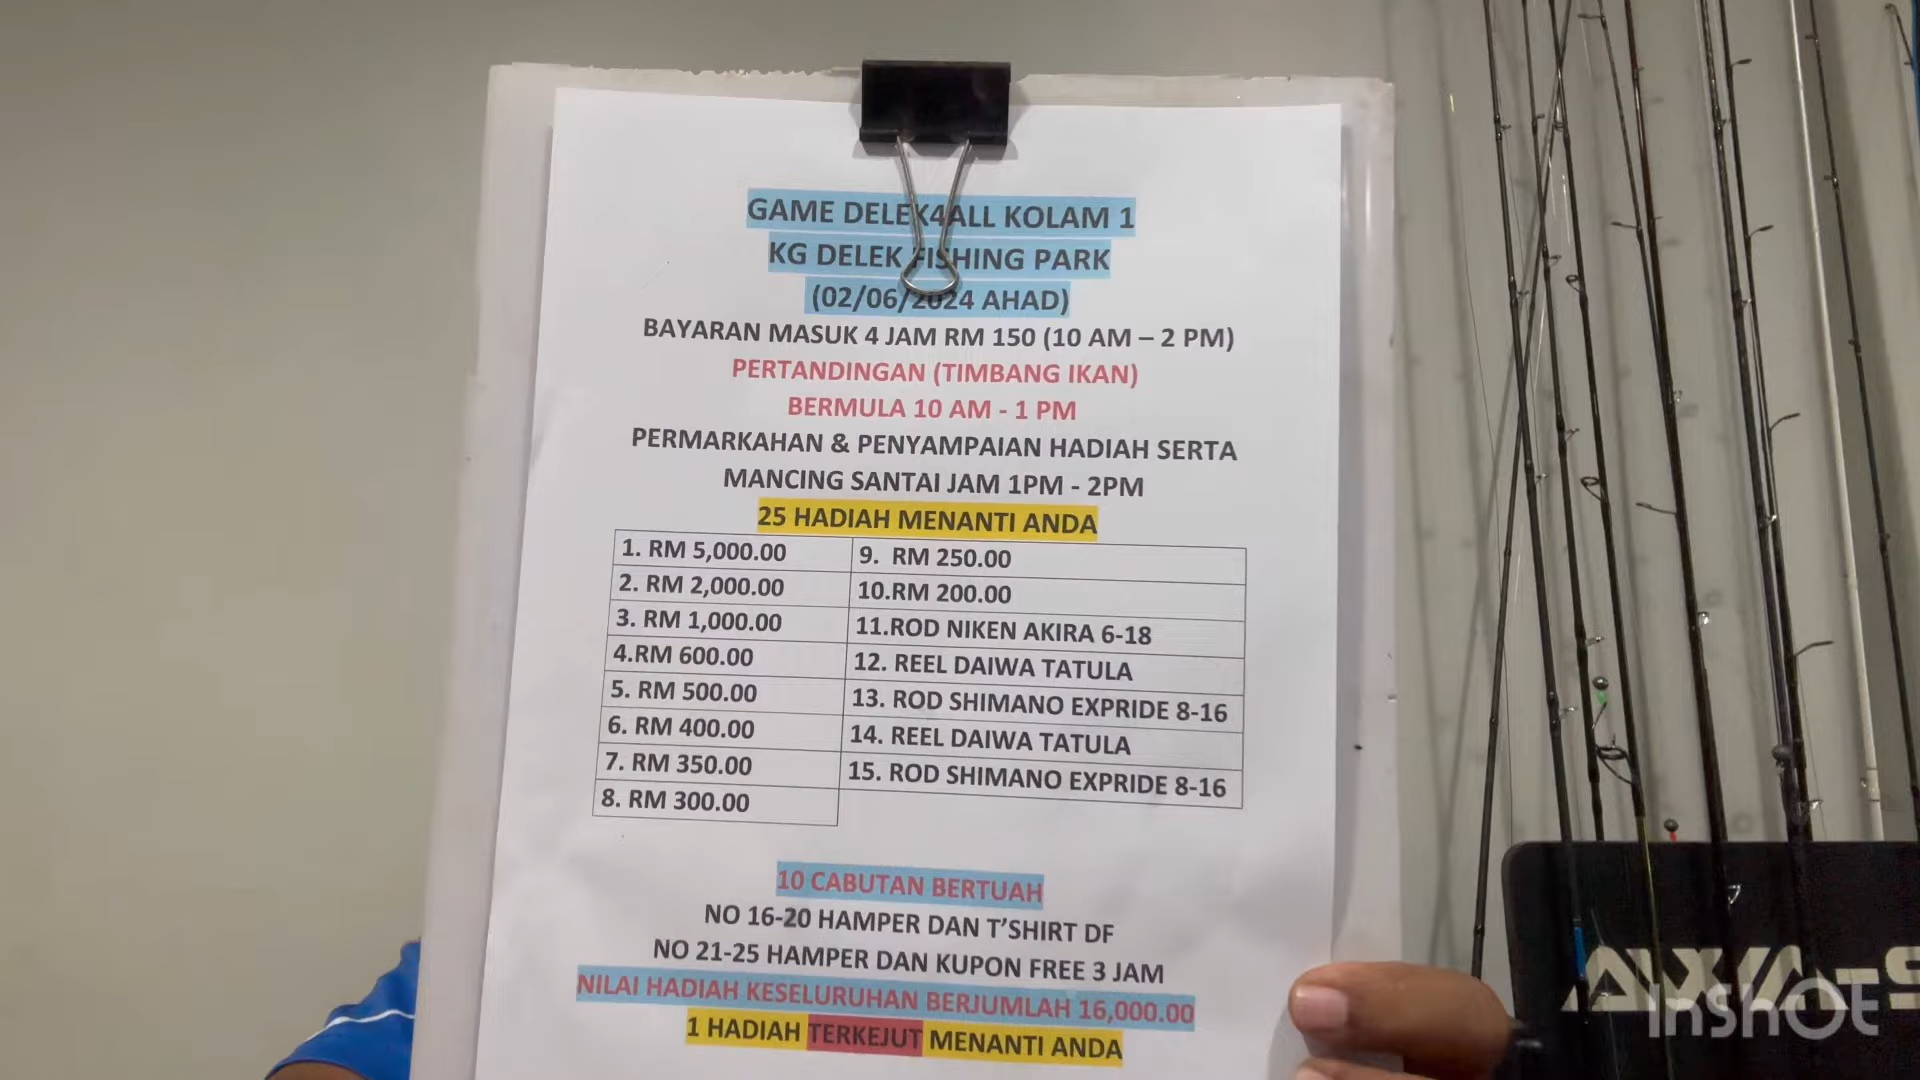 GAME DELEK4ALL KOLAM 1
KG DELEK FISHING PARK
(02/06/2024 AHAD)
BAYARAN MASUK 4 JAM RM 150 (10 AM – 2 PM)
PERTANDINGAN (TIMBANG IKAN)
BERMULA 10 AM - 1 PM
PERMARKAHAN & PENYAMPAIAN HADIAH SERTA
MANCING SANTAI JAM 1PM - 2PM
25 HADIAH MENANTI ANDA
1. RM 5,000.00
2. RM 2,000.00
3. RM 1,000.00
4.RM 600.00
5. RM 500.00
6. RM 400.00
7. RM 350.00
8. RM 300.00
9. RM 250.00
10.RM 200.00
11.ROD NIKEN AKIRA 6-18
12. REEL DAIWA TATULA
13. ROD SHIMANO EXPRIDE 8-16
14. REEL DAIWA TATULA
15. ROD SHIMANO EXPRIDE 8-16
10 CABUTAN BERTUAH
NO 16-20 HAMPER DAN T’SHIRT DF
NO 21-25 HAMPER DAN KUPON FREE 3 JAM
NILAI HADIAH KESELURUHAN BERJUMLAH 16,000.00
1 HADIAH TERKEJUT MENANTI ANDA
InShOt